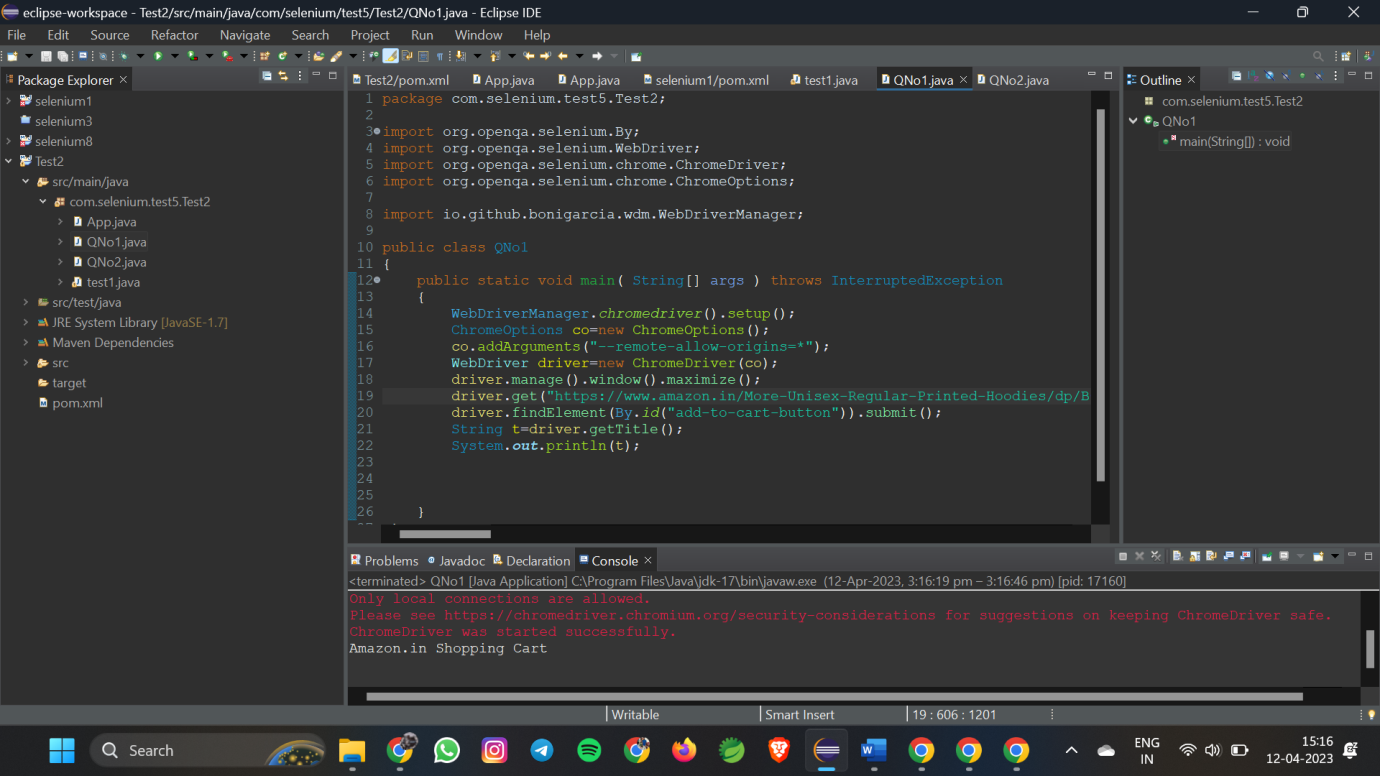 eclipse-workspace - Test2/src/main/java/com/selenium/test5/Test2/QNo1.java - Eclipse IDE
File Edit Source Refactor Navigate Search Project Run Window Help
Package Explorer
selenium1
selenium3
selenium8
Test2
src/main/java
com.selenium.test5.Test2
App.java
QNo1.java
QNo2.java
test1.java
src/test/java
JRE System Library [JavaSE-1.7]
Maven Dependencies
src
target
pom.xml
Test2/pom.xml App.java App.java selenium1/pom.xml test1.java QNo1.java QNo2.java
1 package com.selenium.test5.Test2;
2
3 import org.openqa.selenium.By;
4 import org.openqa.selenium.WebDriver;
5 import org.openqa.selenium.chrome.ChromeDriver;
6 import org.openqa.selenium.chrome.ChromeOptions;
7
8 import io.github.bonigarcia.wdm.WebDriverManager;
9
10 public class QNo1
11 {
12 public static void main( String[] args ) throws InterruptedException
13 {
14 WebDriverManager.chromedriver().setup();
15 ChromeOptions co=new ChromeOptions();
16 co.addArguments("--remote-allow-origins=*");
17 WebDriver driver=new ChromeDriver(co);
18 driver.manage().window().maximize();
19 driver.get("https://www.amazon.in/More-Unisex-Regular-Printed-Hoodies/dp/B
20 driver.findElement(By.id("add-to-cart-button")).submit();
21 String t=driver.getTitle();
22 System.out.println(t);
23
24
25
26 }
Outline
com.selenium.test5.Test2
QNo1
main(String[]) : void
Problems Javadoc Declaration Console
<terminated> QNo1 [Java Application] C:\Program Files\Java\jdk-17\bin\javaw.exe (12-Apr-2023, 3:16:19 pm – 3:16:46 pm) [pid: 17160]
Only local connections are allowed.
Please see https://chromedriver.chromium.org/security-considerations for suggestions on keeping ChromeDriver safe.
ChromeDriver was started successfully.
Amazon.in Shopping Cart
Writable Smart Insert 19 : 606 : 1201
Search
ENG
IN
15:16
12-04-2023